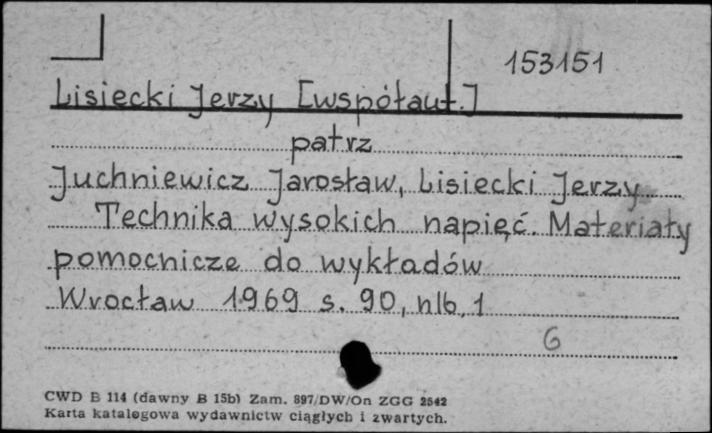 153151
Lisiecki Jerzy [współaut.]
patrz
Juchniewicz Jarosław, Lisiecki Jerzy
Technika wysokich napięć. Materiały
pomocnicze do wykładów
Wrocław 1969 s. 90, nlb, 1
6
CWD B 114 (dawny B 15b) Zam. 897/DW/On ZGG 2542
Karta katalogowa wydawnictw ciągłych i zwartych.